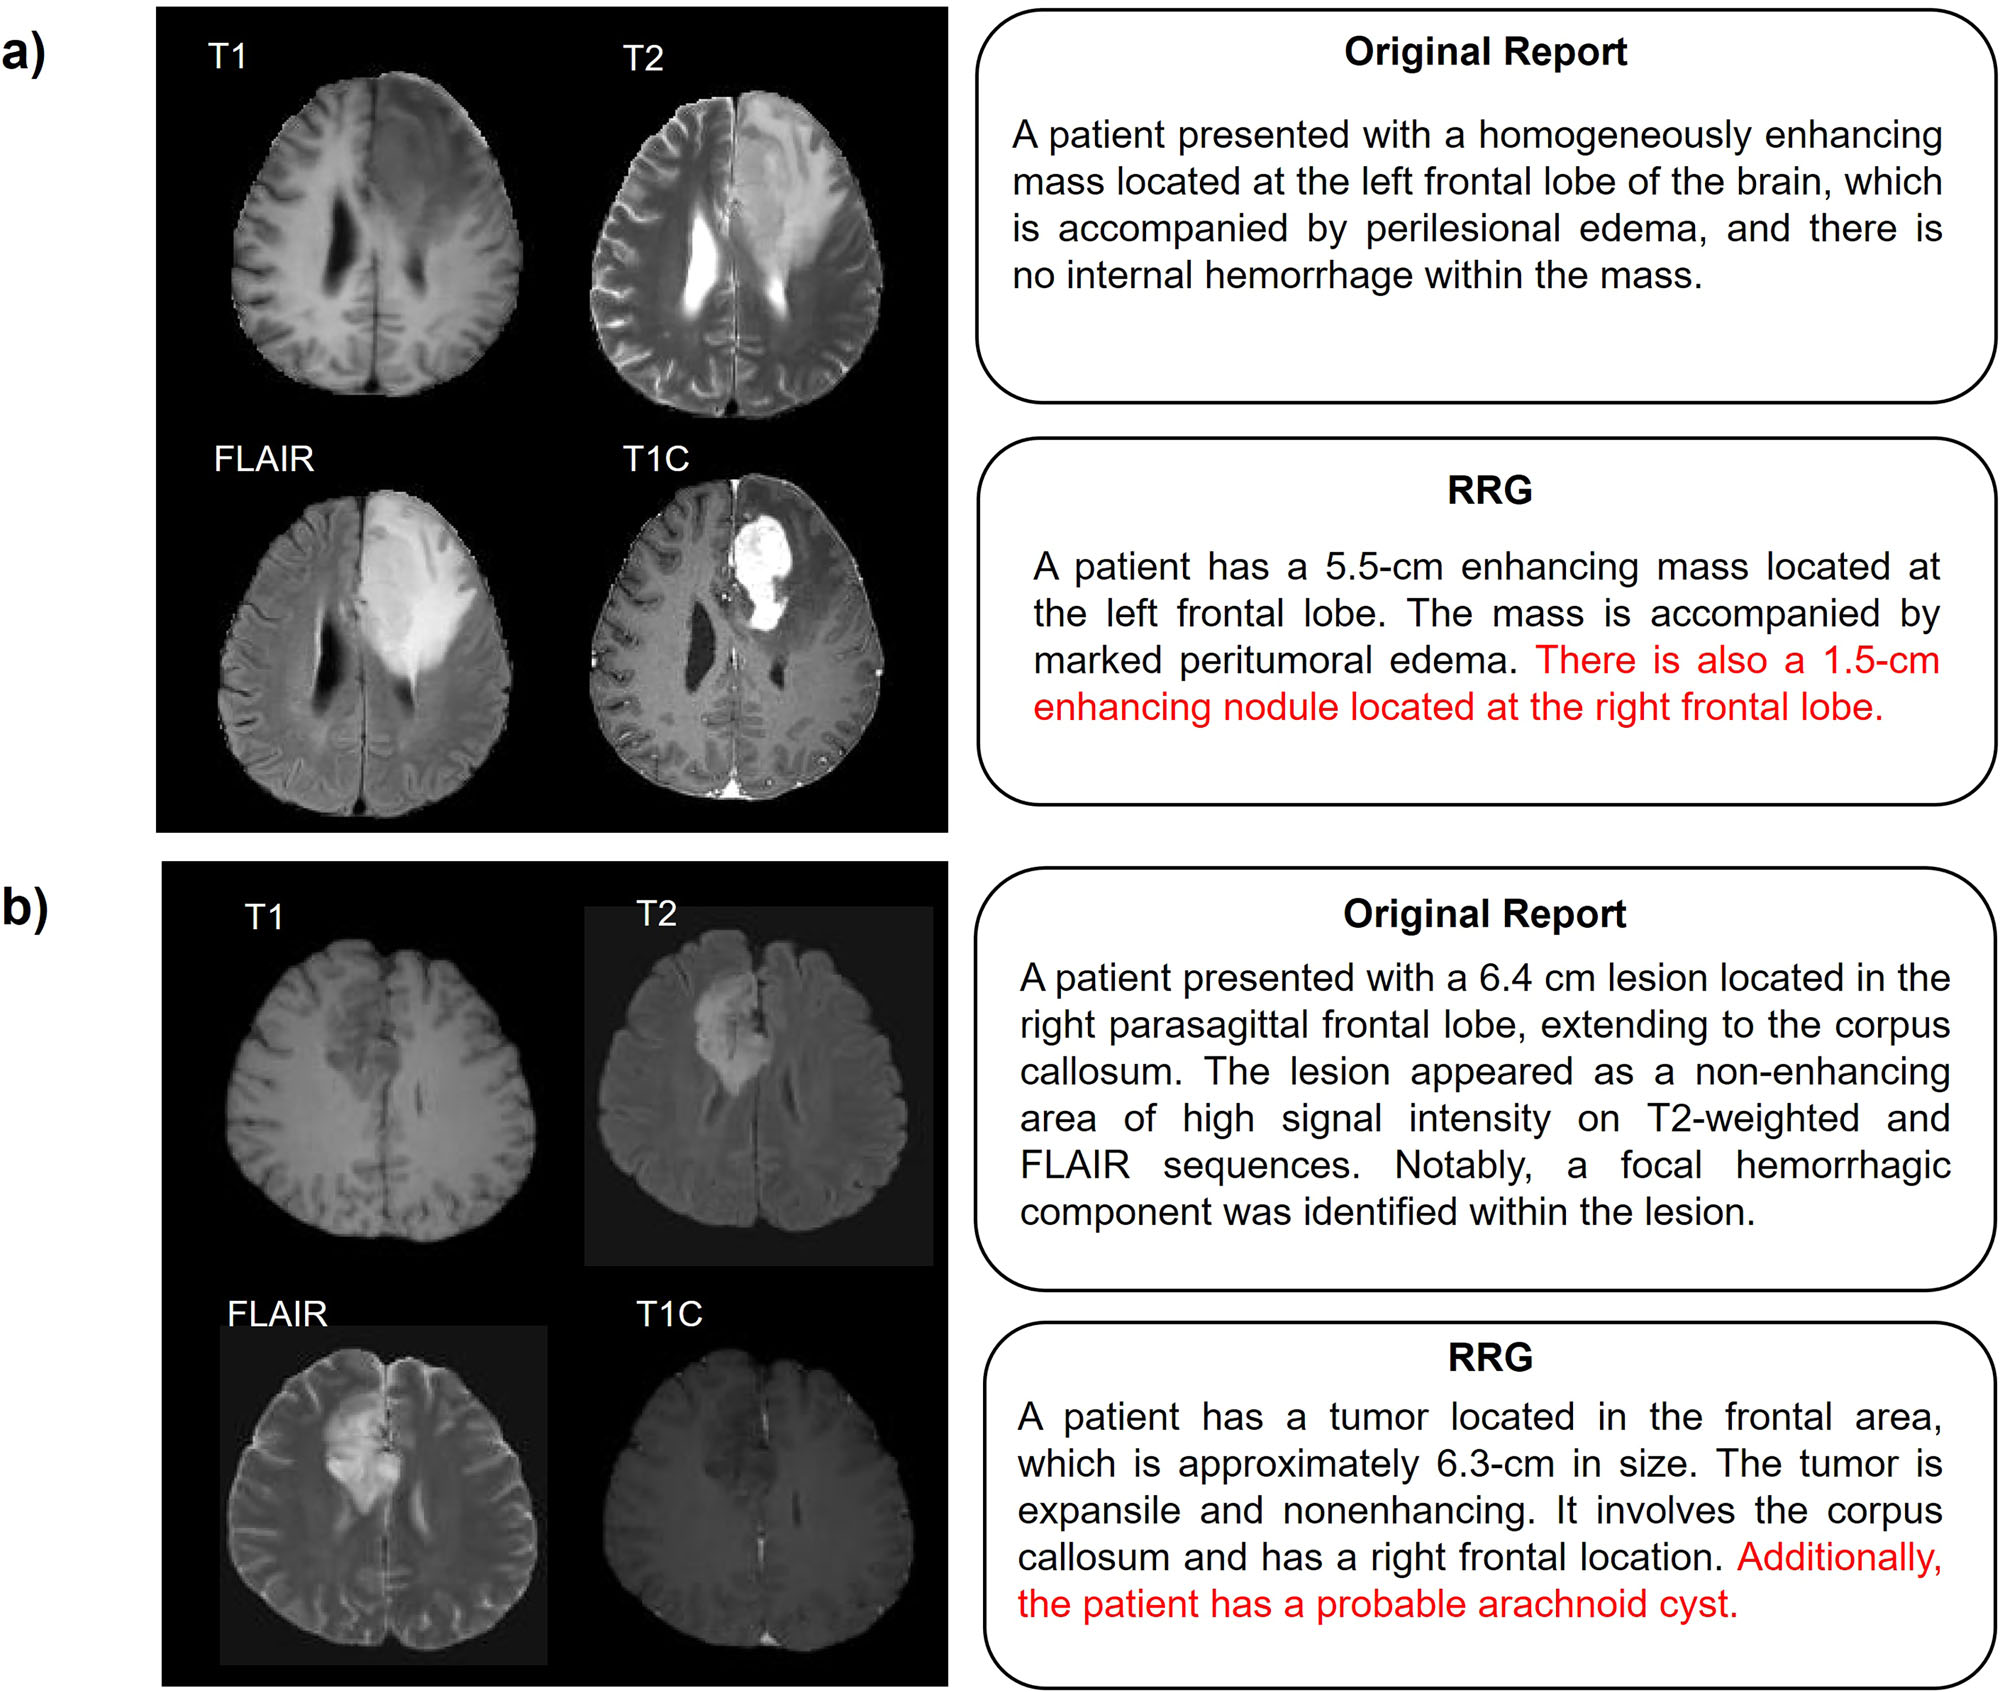 a)
T1
T2
FLAIR
T1C
Original Report
A patient presented with a homogeneously enhancing
mass located at the left frontal lobe of the brain, which
is accompanied by perilesional edema, and there is
no internal hemorrhage within the mass.
RRG
A patient has a 5.5-cm enhancing mass located at
the left frontal lobe. The mass is accompanied by
marked peritumoral edema. There is also a 1.5-cm
enhancing nodule located at the right frontal lobe.
b)
T1
T2
FLAIR
T1C
Original Report
A patient presented with a 6.4 cm lesion located in the
right parasagittal frontal lobe, extending to the corpus
callosum. The lesion appeared as a non-enhancing
area of high signal intensity on T2-weighted and
FLAIR sequences. Notably, a focal hemorrhagic
component was identified within the lesion.
RRG
A patient has a tumor located in the frontal area,
which is approximately 6.3-cm in size. The tumor is
expansile and nonenhancing. It involves the corpus
callosum and has a right frontal location. Additionally,
the patient has a probable arachnoid cyst.